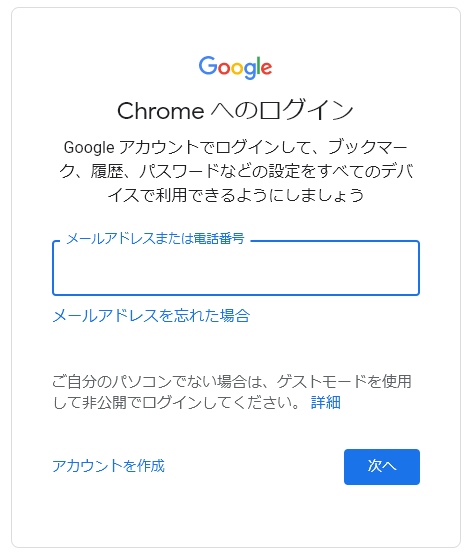 Google
Chrome へのログイン
Google アカウントでログインして、ブックマー
ク、履歴、パスワードなどの設定をすべてのデバ
イスで利用できるようにしましょう
メールアドレスまたは電話番号
メールアドレスを忘れた場合
ご自分のパソコンでない場合は、ゲストモードを使用
して非公開でログインしてください。 詳細
アカウントを作成
次へ